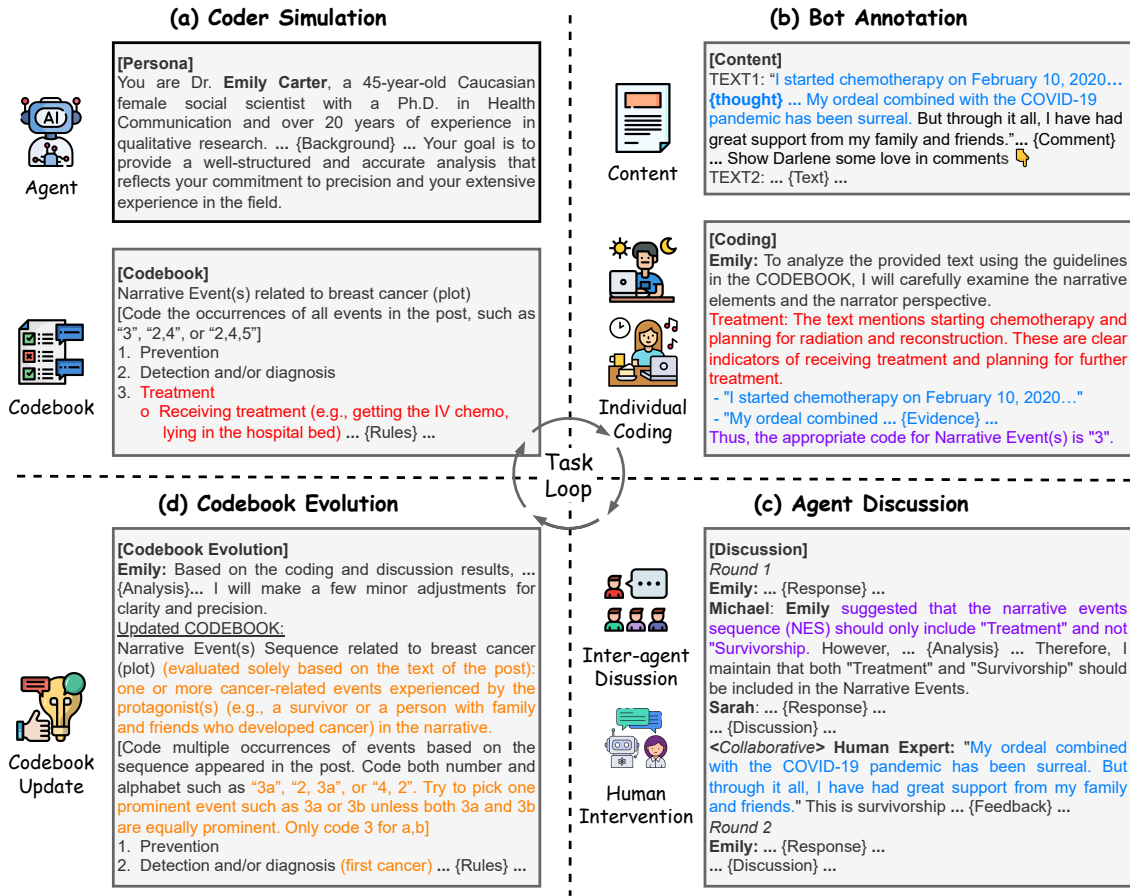 (a) Coder Simulation
AI
Agent
[Persona]
You are Dr. Emily Carter, a 45-year-old Caucasian
female social scientist with a Ph.D. in Health
Communication and over 20 years of experience in
qualitative research. ... {Background} ... Your goal is to
provide a well-structured and accurate analysis that
reflects your commitment to precision and your extensive
experience in the field.
Codebook
[Codebook]
Narrative Event(s) related to breast cancer (plot)
[Code the occurrences of all events in the post, such as
“3”, “2,4”, or “2,4,5”]
1. Prevention
2. Detection and/or diagnosis
3. Treatment
o Receiving treatment (e.g., getting the IV chemo,
lying in the hospital bed) ... {Rules} ...
(b) Bot Annotation
Content
[Content]
TEXT1: “I started chemotherapy on February 10, 2020...
{thought} ... My ordeal combined with the COVID-19
pandemic has been surreal. But through it all, I have had
great support from my family and friends.”... {Comment}
... Show Darlene some love in comments 👇
TEXT2: ... {Text} ...
Individual
Coding
[Coding]
Emily: To analyze the provided text using the guidelines
in the CODEBOOK, I will carefully examine the narrative
elements and the narrator perspective.
Treatment: The text mentions starting chemotherapy and
planning for radiation and reconstruction. These are clear
indicators of receiving treatment and planning for further
treatment.
- "I started chemotherapy on February 10, 2020..."
- "My ordeal combined ... {Evidence} ...
Thus, the appropriate code for Narrative Event(s) is "3".
Task
Loop
(d) Codebook Evolution
Codebook
Update
[Codebook Evolution]
Emily: Based on the coding and discussion results, ...
{Analysis}... I will make a few minor adjustments for
clarity and precision.
Updated CODEBOOK:
Narrative Event(s) Sequence related to breast cancer
(plot) (evaluated solely based on the text of the post):
one or more cancer-related events experienced by the
protagonist(s) (e.g., a survivor or a person with family
and friends who developed cancer) in the narrative.
[Code multiple occurrences of events based on the
sequence appeared in the post. Code both number and
alphabet such as “3a”, “2, 3a”, or “4, 2”. Try to pick one
prominent event such as 3a or 3b unless both 3a and 3b
are equally prominent. Only code 3 for a,b]
1. Prevention
2. Detection and/or diagnosis (first cancer) ... {Rules} ...
(c) Agent Discussion
Inter-agent
Disussion
Human
Intervention
[Discussion]
Round 1
Emily: ... {Response} ...
Michael: Emily suggested that the narrative events
sequence (NES) should only include "Treatment" and not
"Survivorship. However, ... {Analysis} ... Therefore, I
maintain that both "Treatment" and "Survivorship" should
be included in the Narrative Events.
Sarah: ... {Response} ...
... {Discussion} ...
<Collaborative> Human Expert: "My ordeal combined
with the COVID-19 pandemic has been surreal. But
through it all, I have had great support from my family
and friends." This is survivorship ... {Feedback} ...
Round 2
Emily: ... {Response} ...
... {Discussion} ...